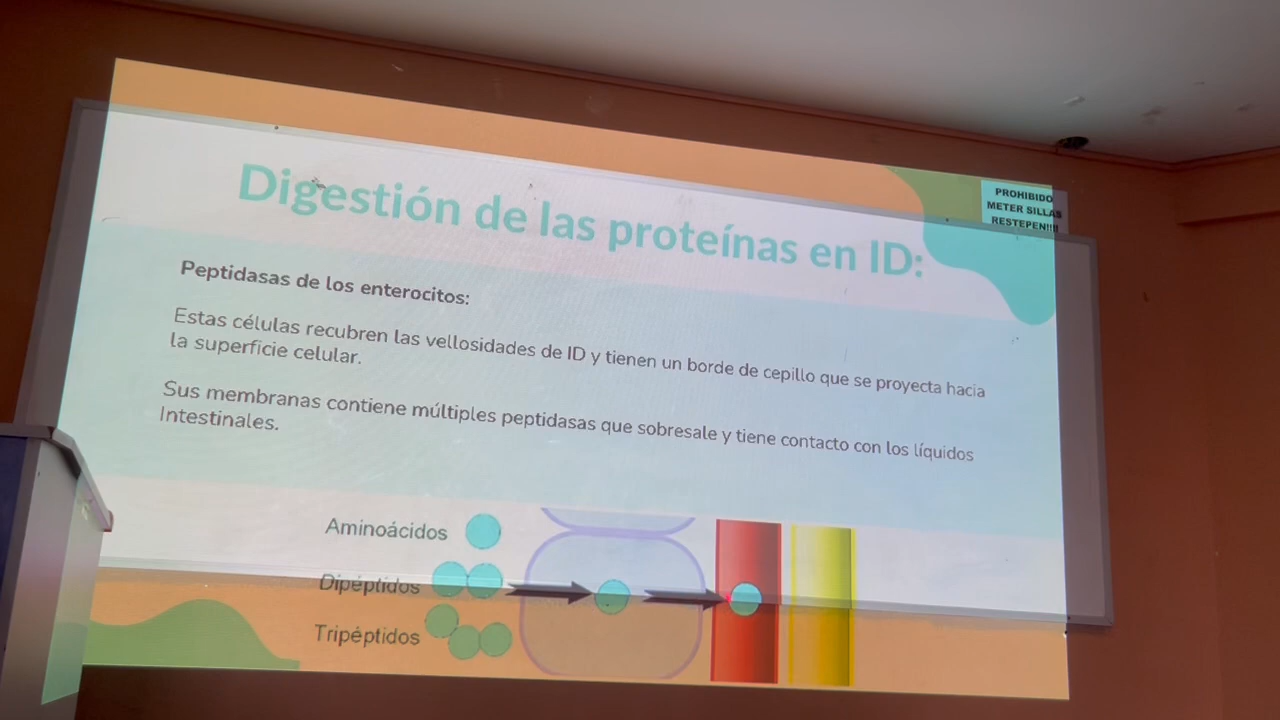 PROHIBIDO
METER SILLAS
RESTEPEN!!!!
Digestión de las proteínas en ID:
Peptidasas de los enterocitos:
Estas células recubren las vellosidades de ID y tienen un borde de cepillo que se proyecta hacia
la superficie celular.
Sus membranas contiene múltiples peptidasas que sobresale y tiene contacto con los líquidos
Intestinales.
Aminoácidos
Dipéptidos
Tripéptidos